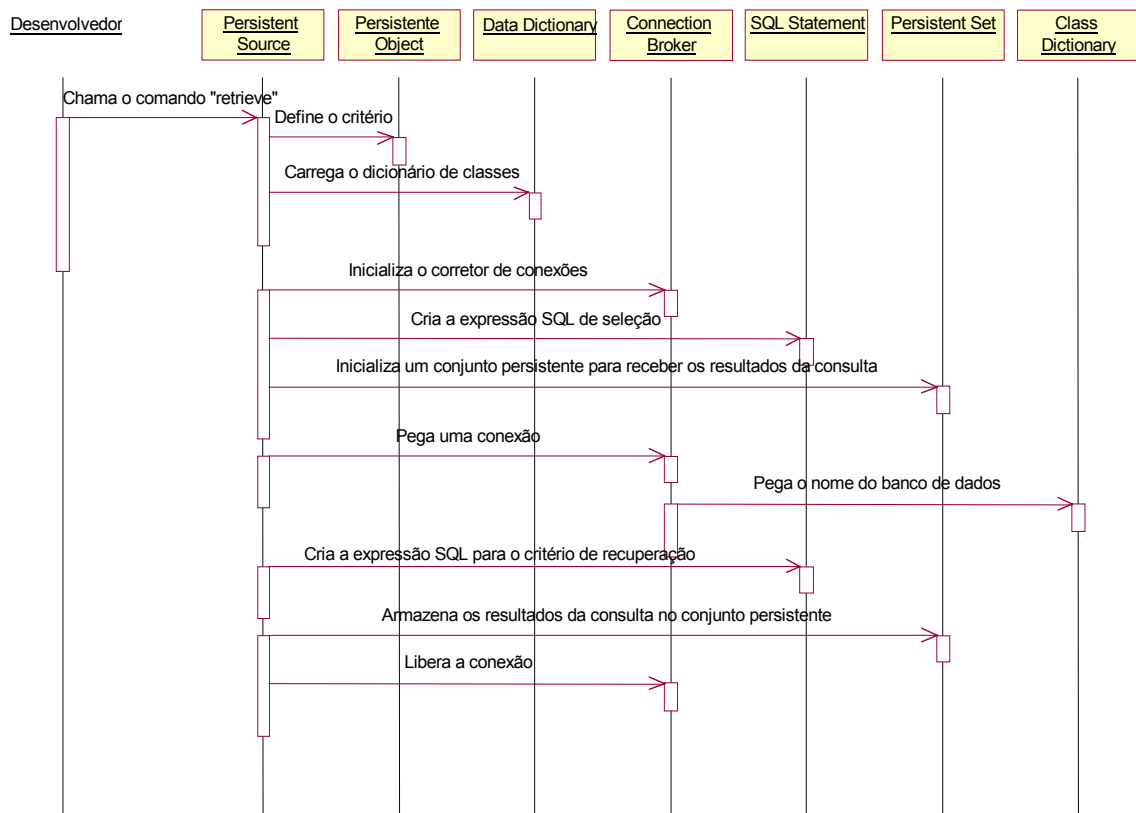 Desenvolvedor
Persistent
Source
Persistente
Object
Data Dictionary
Connection
Broker
SQL Statement
Persistent Set
Class
Dictionary
Chama o comando "retrieve"
Define o critério
Carrega o dicionário de classes
Inicializa o corretor de conexões
Cria a expressão SQL de seleção
Inicializa um conjunto persistente para receber os resultados da consulta
Pega uma conexão
Pega o nome do banco de dados
Cria a expressão SQL para o critério de recuperação
Armazena os resultados da consulta no conjunto persistente
Libera a conexão